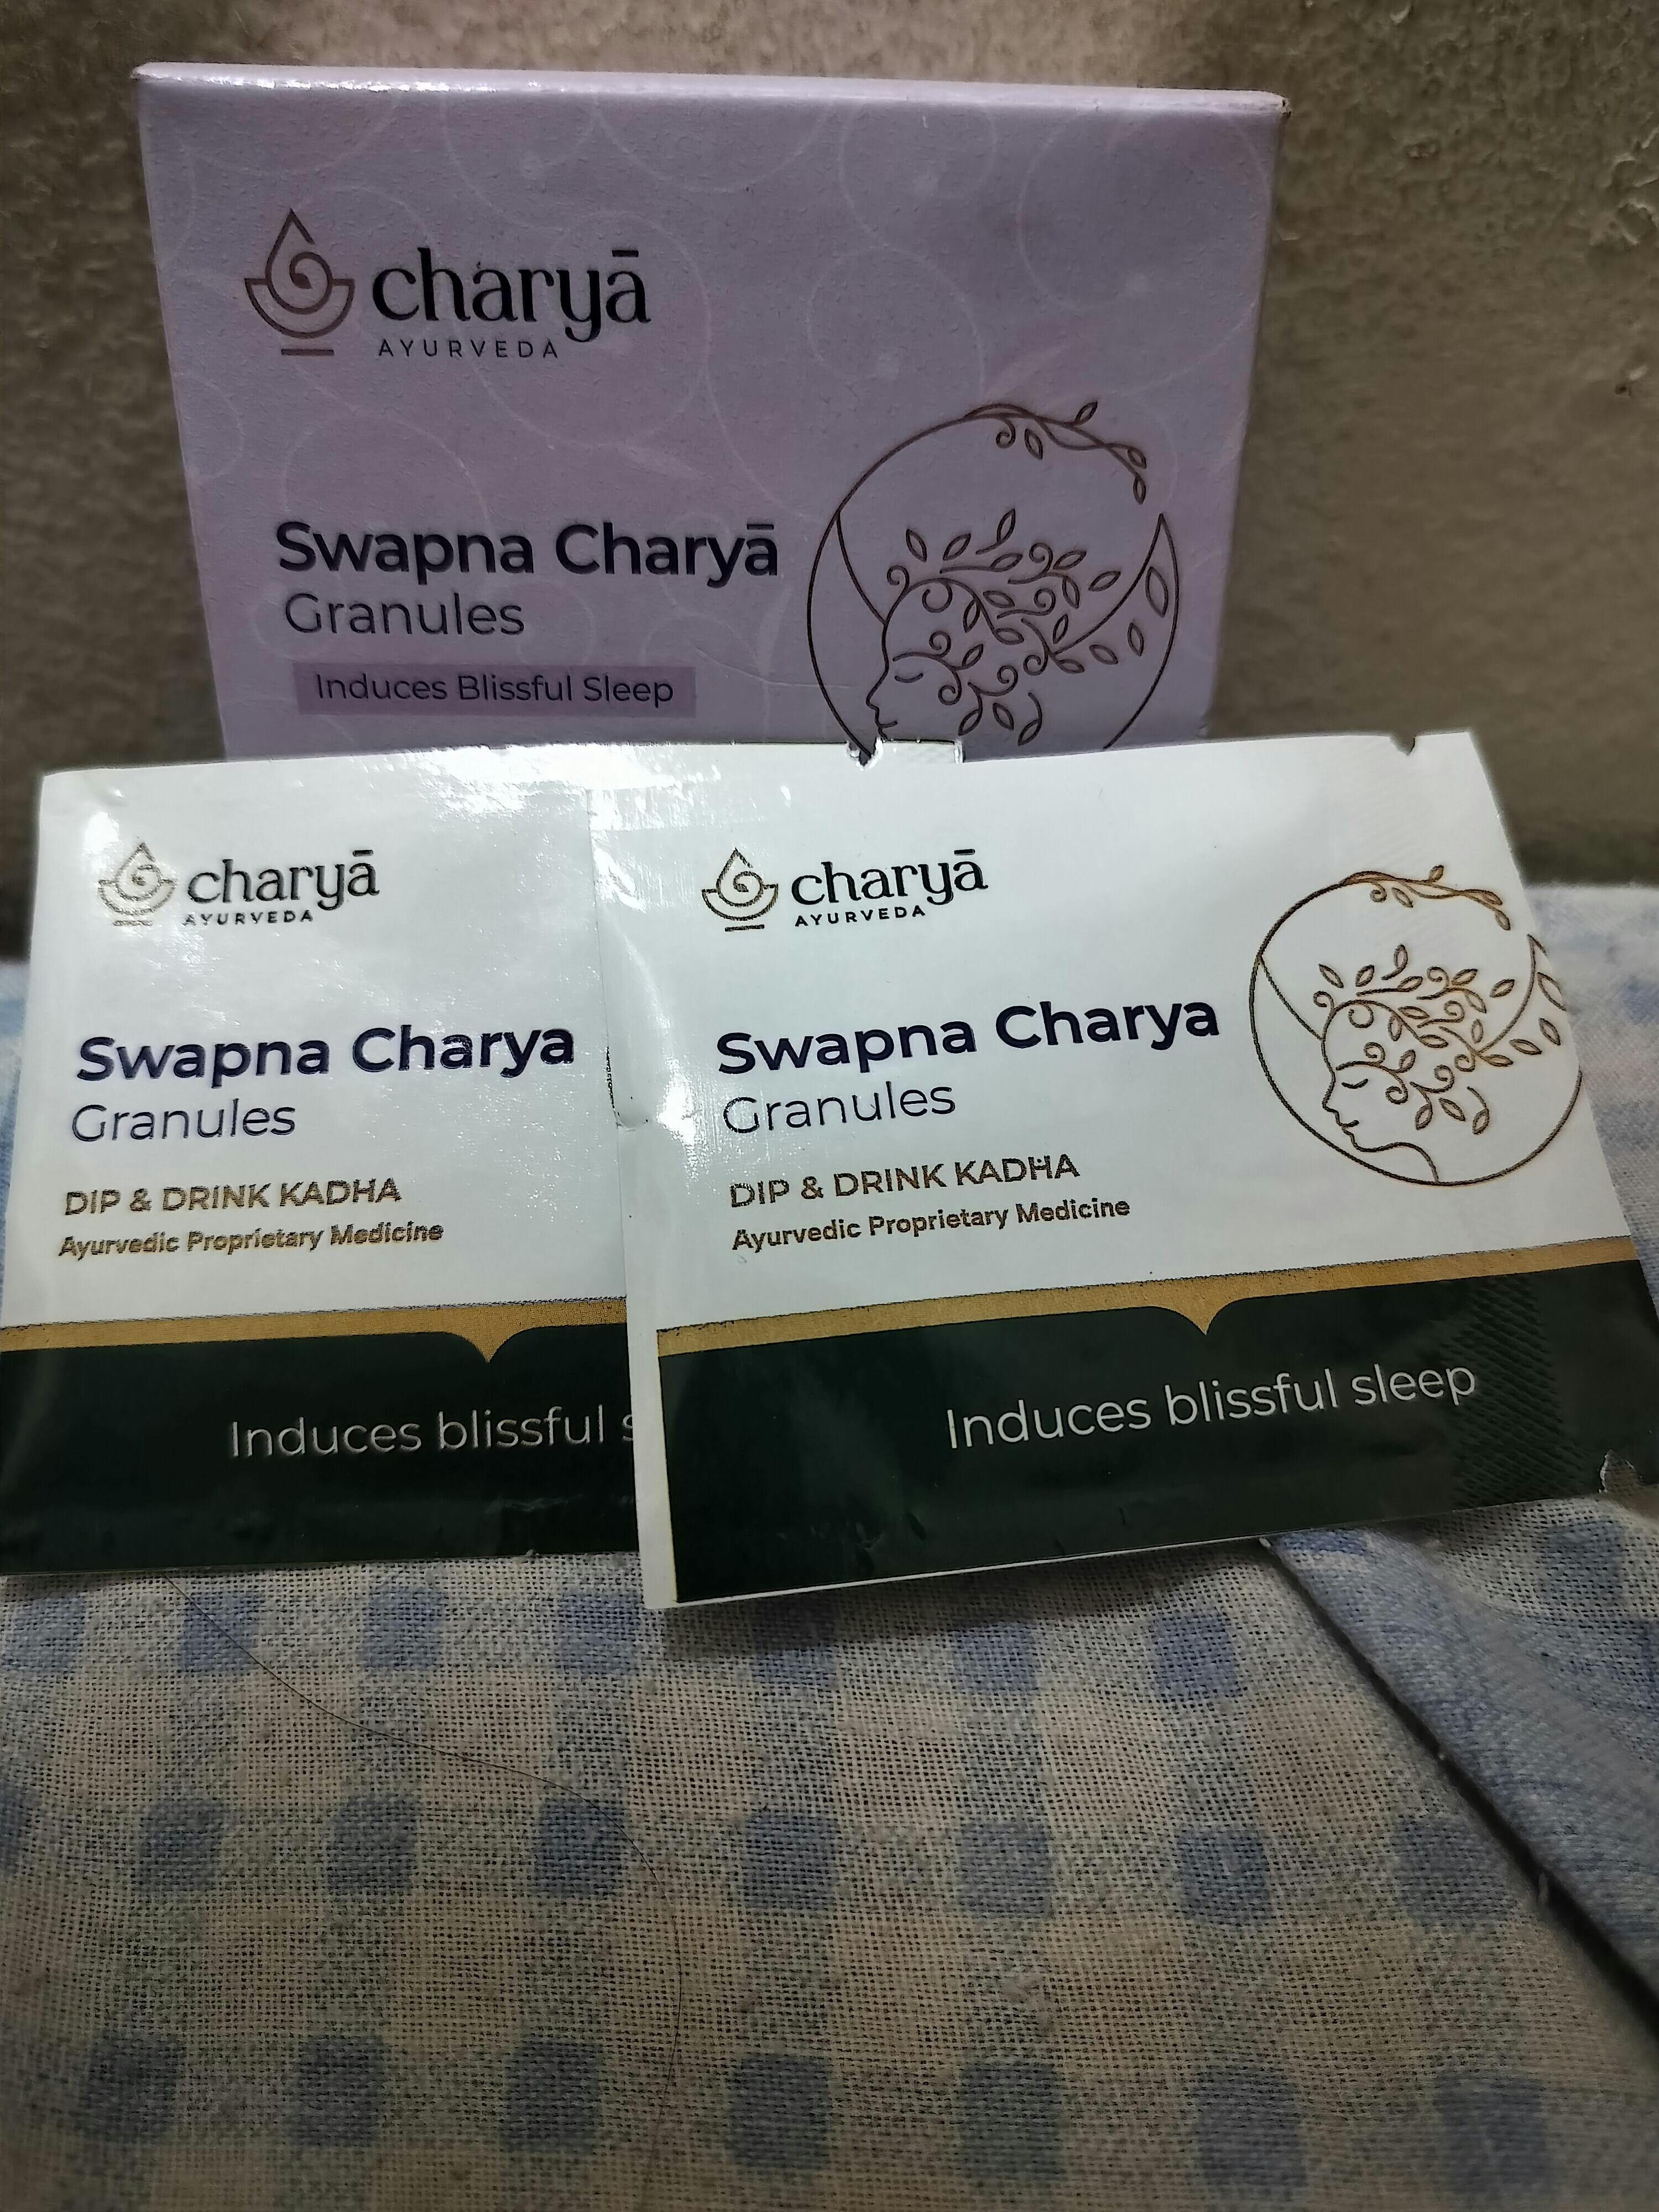 charyā
AYURVEDA
Swapna Charyā
Granules
Induces Blissful Sleep
charyā
AYURVEDA
Swapna Charya
Granules
DIP & DRINK KADHA
Ayurvedic Proprietary Medicine
Induces blissful
charyā
AYURVEDA
Swapna Charya
Granules
DIP & DRINK KADHA
Ayurvedic Proprietary Medicine
Induces blissful sleep